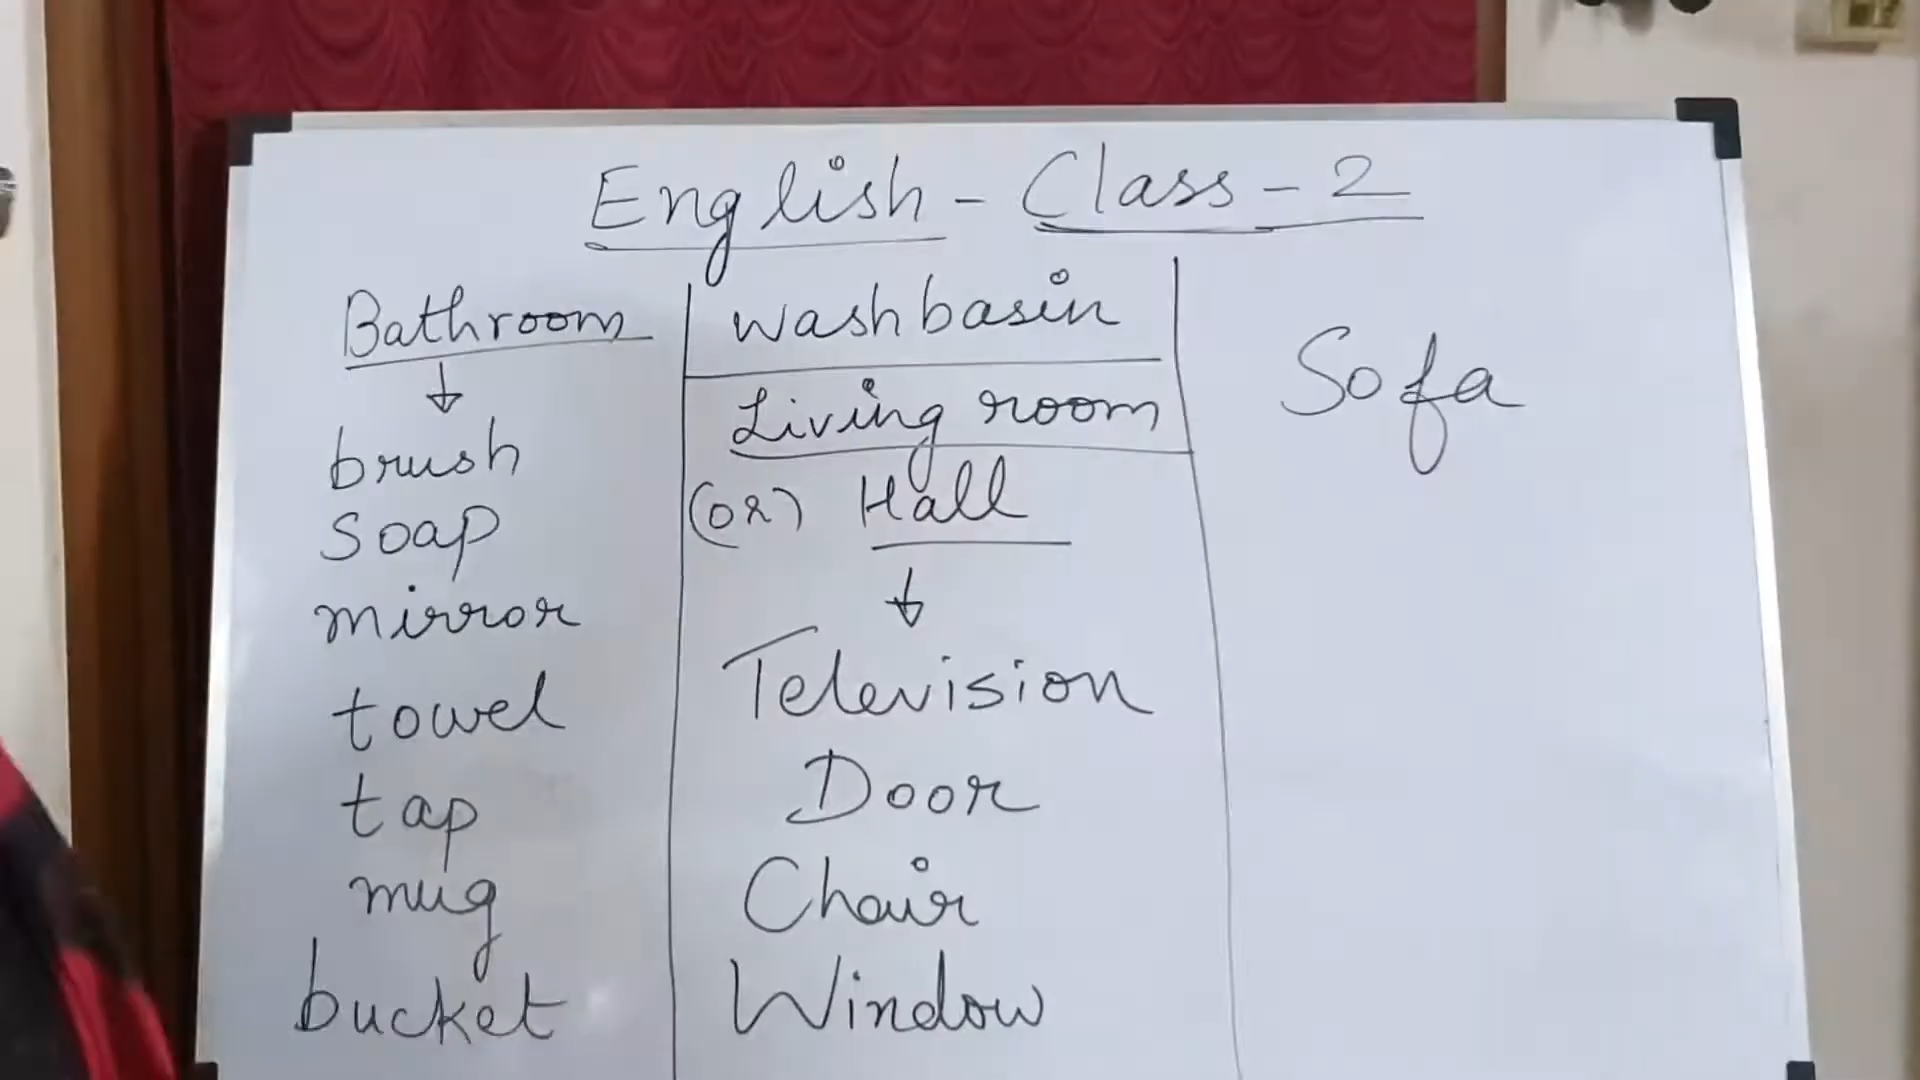 English - Class - 2
Bathroom
brush
soap
mirror
towel
tap
mug
bucket
washbasin
Living room
(OR) Hall
Television
Door
Chair
Window
Sofa